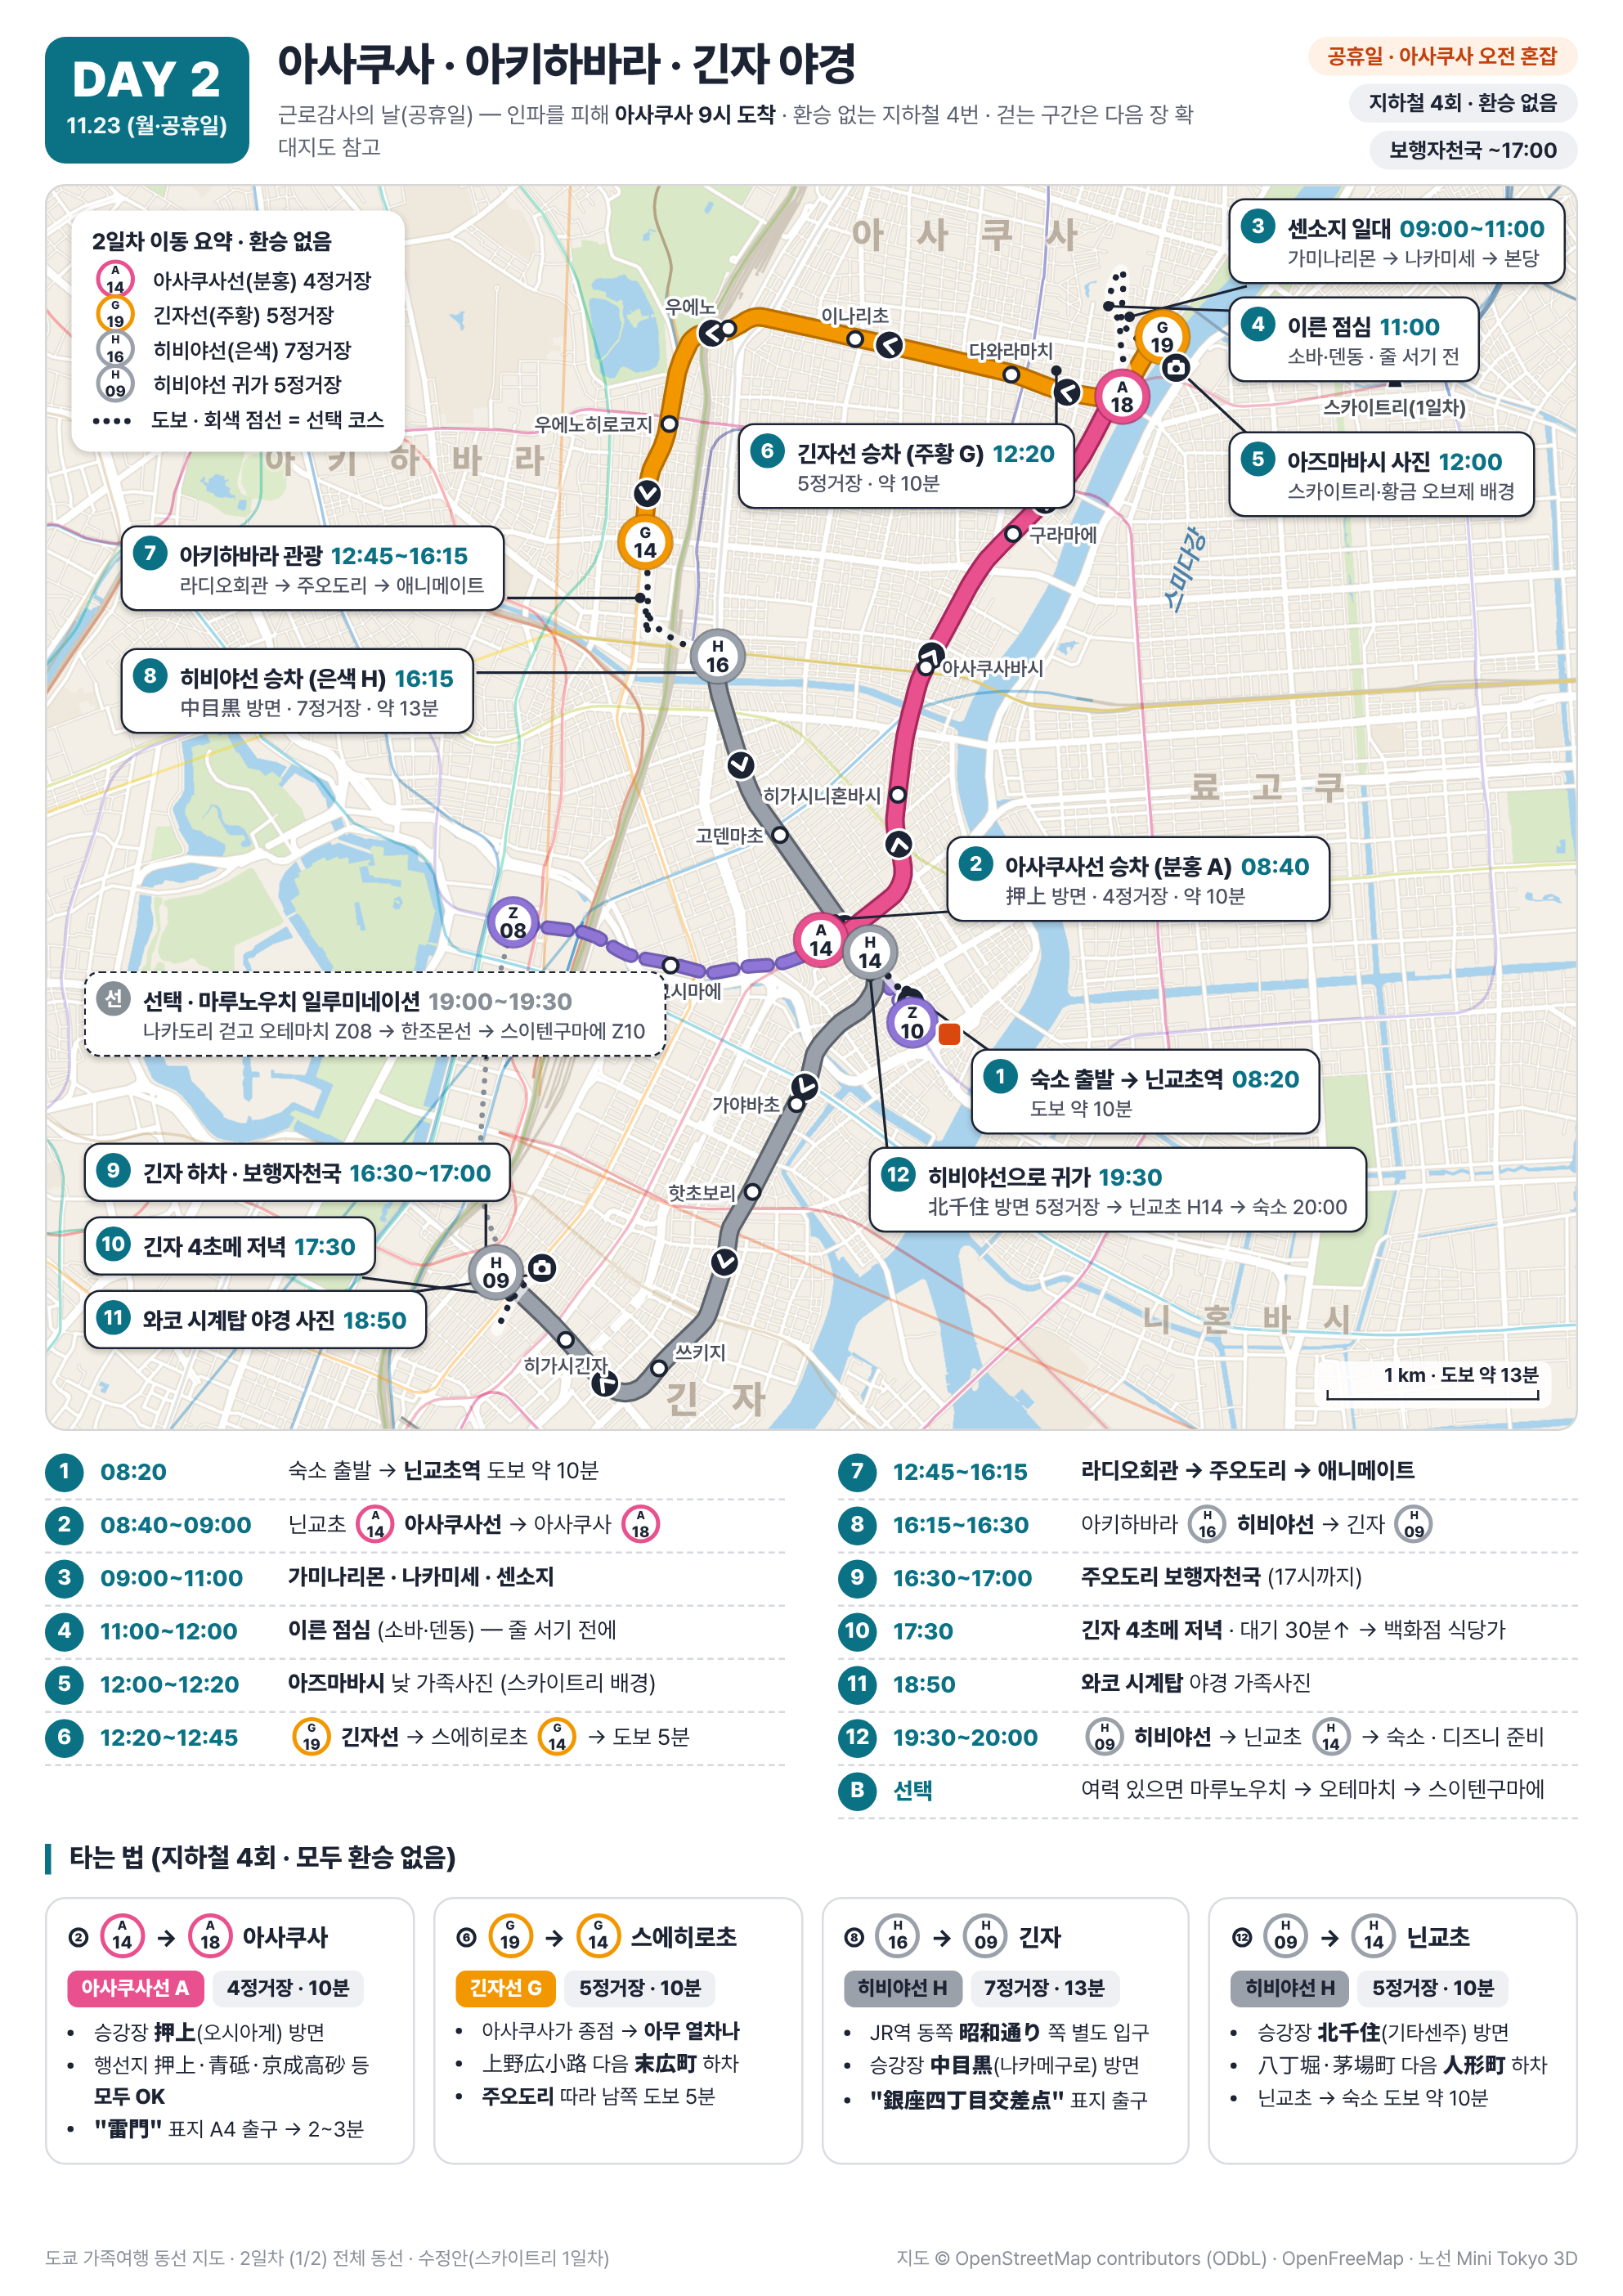 DAY 2
11.23 (월·공휴일)
아사쿠사 · 아키하바라 · 긴자 야경
근로감사의 날(공휴일) — 인파를 피해 아사쿠사 9시 도착 · 환승 없는 지하철 4번 · 걷는 구간은 다음 장 확
대지도 참고
공휴일 · 아사쿠사 오전 혼잡
지하철 4회 · 환승 없음
보행자천국 ~17:00
2일차 이동 요약 · 환승 없음
A 14 아사쿠사선(분홍) 4정거장
G 19 긴자선(주황) 5정거장
H 16 히비야선(은색) 7정거장
H 09 히비야선 귀가 5정거장
도보 · 회색 점선 = 선택 코스
아사쿠사
3 센소지 일대 09:00~11:00
가미나리몬 → 나카미세 → 본당
4 이른 점심 11:00
소바·덴동 · 줄 서기 전
스카이트리(1일차)
5 아즈마바시 사진 12:00
스카이트리·황금 오브제 배경
우에노
이나리초
다와라마치
G 19
A 18
우에노히로코지
아키하바라
6 긴자선 승차 (주황 G) 12:20
5정거장 · 약 10분
구라마에
스미다강
G 14
7 아키하바라 관광 12:45~16:15
라디오회관 → 주오도리 → 애니메이트
H 16
8 히비야선 승차 (은색 H) 16:15
中目黒 방면 · 7정거장 · 약 13분
아사쿠사바시
히가시니혼바시
료고쿠
고덴마초
2 아사쿠사선 승차 (분홍 A) 08:40
押上 방면 · 4정거장 · 약 10분
Z 08
A 14
H 14
시마에
선 선택 · 마루노우치 일루미네이션 19:00~19:30
나카도리 걷고 오테마치 Z08 → 한조몬선 → 스이텐구마에 Z10
Z 10
1 숙소 출발 → 닌교초역 08:20
도보 약 10분
가야바초
9 긴자 하차 · 보행자천국 16:30~17:00
12 히비야선으로 귀가 19:30
北千住 방면 5정거장 → 닌교초 H14 → 숙소 20:00
핫초보리
10 긴자 4초메 저녁 17:30
H 09
11 와코 시계탑 야경 사진 18:50
니혼바시
히가시긴자
쓰키지
긴자
1 km · 도보 약 13분
1 08:20 숙소 출발 → 닌교초역 도보 약 10분
2 08:40~09:00 닌교초 A 14 아사쿠사선 → 아사쿠사 A 18
3 09:00~11:00 가미나리몬 · 나카미세 · 센소지
4 11:00~12:00 이른 점심 (소바·덴동) — 줄 서기 전에
5 12:00~12:20 아즈마바시 낮 가족사진 (스카이트리 배경)
6 12:20~12:45 G 19 긴자선 → 스에히로초 G 14 → 도보 5분
7 12:45~16:15 라디오회관 → 주오도리 → 애니메이트
8 16:15~16:30 아키하바라 H 16 히비야선 → 긴자 H 09
9 16:30~17:00 주오도리 보행자천국 (17시까지)
10 17:30 긴자 4초메 저녁 · 대기 30분↑ → 백화점 식당가
11 18:50 와코 시계탑 야경 가족사진
12 19:30~20:00 H 09 히비야선 → 닌교초 H 14 → 숙소 · 디즈니 준비
B 선택 여력 있으면 마루노우치 → 오테마치 → 스이텐구마에
타는 법 (지하철 4회 · 모두 환승 없음)
② A 14 → A 18 아사쿠사
아사쿠사선 A 4정거장 · 10분
• 승강장 押上(오시아게) 방면
• 행선지 押上 · 青砥 · 京成高砂 등
모두 OK
• "雷門" 표지 A4 출구 → 2~3분
⑥ G 19 → G 14 스에히로초
긴자선 G 5정거장 · 10분
• 아사쿠사가 종점 → 아무 열차나
• 上野広小路 다음 末広町 하차
• 주오도리 따라 남쪽 도보 5분
⑧ H 16 → H 09 긴자
히비야선 H 7정거장 · 13분
• JR역 동쪽 昭和通り 쪽 별도 입구
• 승강장 中目黒(나카메구로) 방면
• "銀座四丁目交差点" 표지 출구
⑫ H 09 → H 14 닌교초
히비야선 H 5정거장 · 10분
• 승강장 北千住(기타센주) 방면
• 八丁堀 · 茅場町 다음 人形町 하차
• 닌교초 → 숙소 도보 약 10분
도쿄 가족여행 동선 지도 · 2일차 (1/2) 전체 동선 · 수정안(스카이트리 1일차)
지도 © OpenStreetMap contributors (ODbL) · OpenFreeMap · 노선 Mini Tokyo 3D